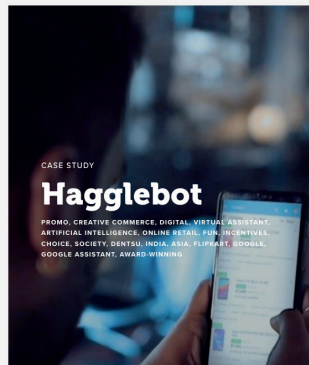 CASE STUDY
Hagglebot
PROMO, CREATIVE COMMERCE, DIGITAL, VIRTUAL ASSISTANT,
ARTIFICIAL INTELLIGENCE, ONLINE RETAIL, FUN, INCENTIVES,
CHOICE, SOCIETY, DENTSU, INDIA, ASIA, FLIPKART, GOOGLE,
GOOGLE ASSISTANT, AWARD-WINNING